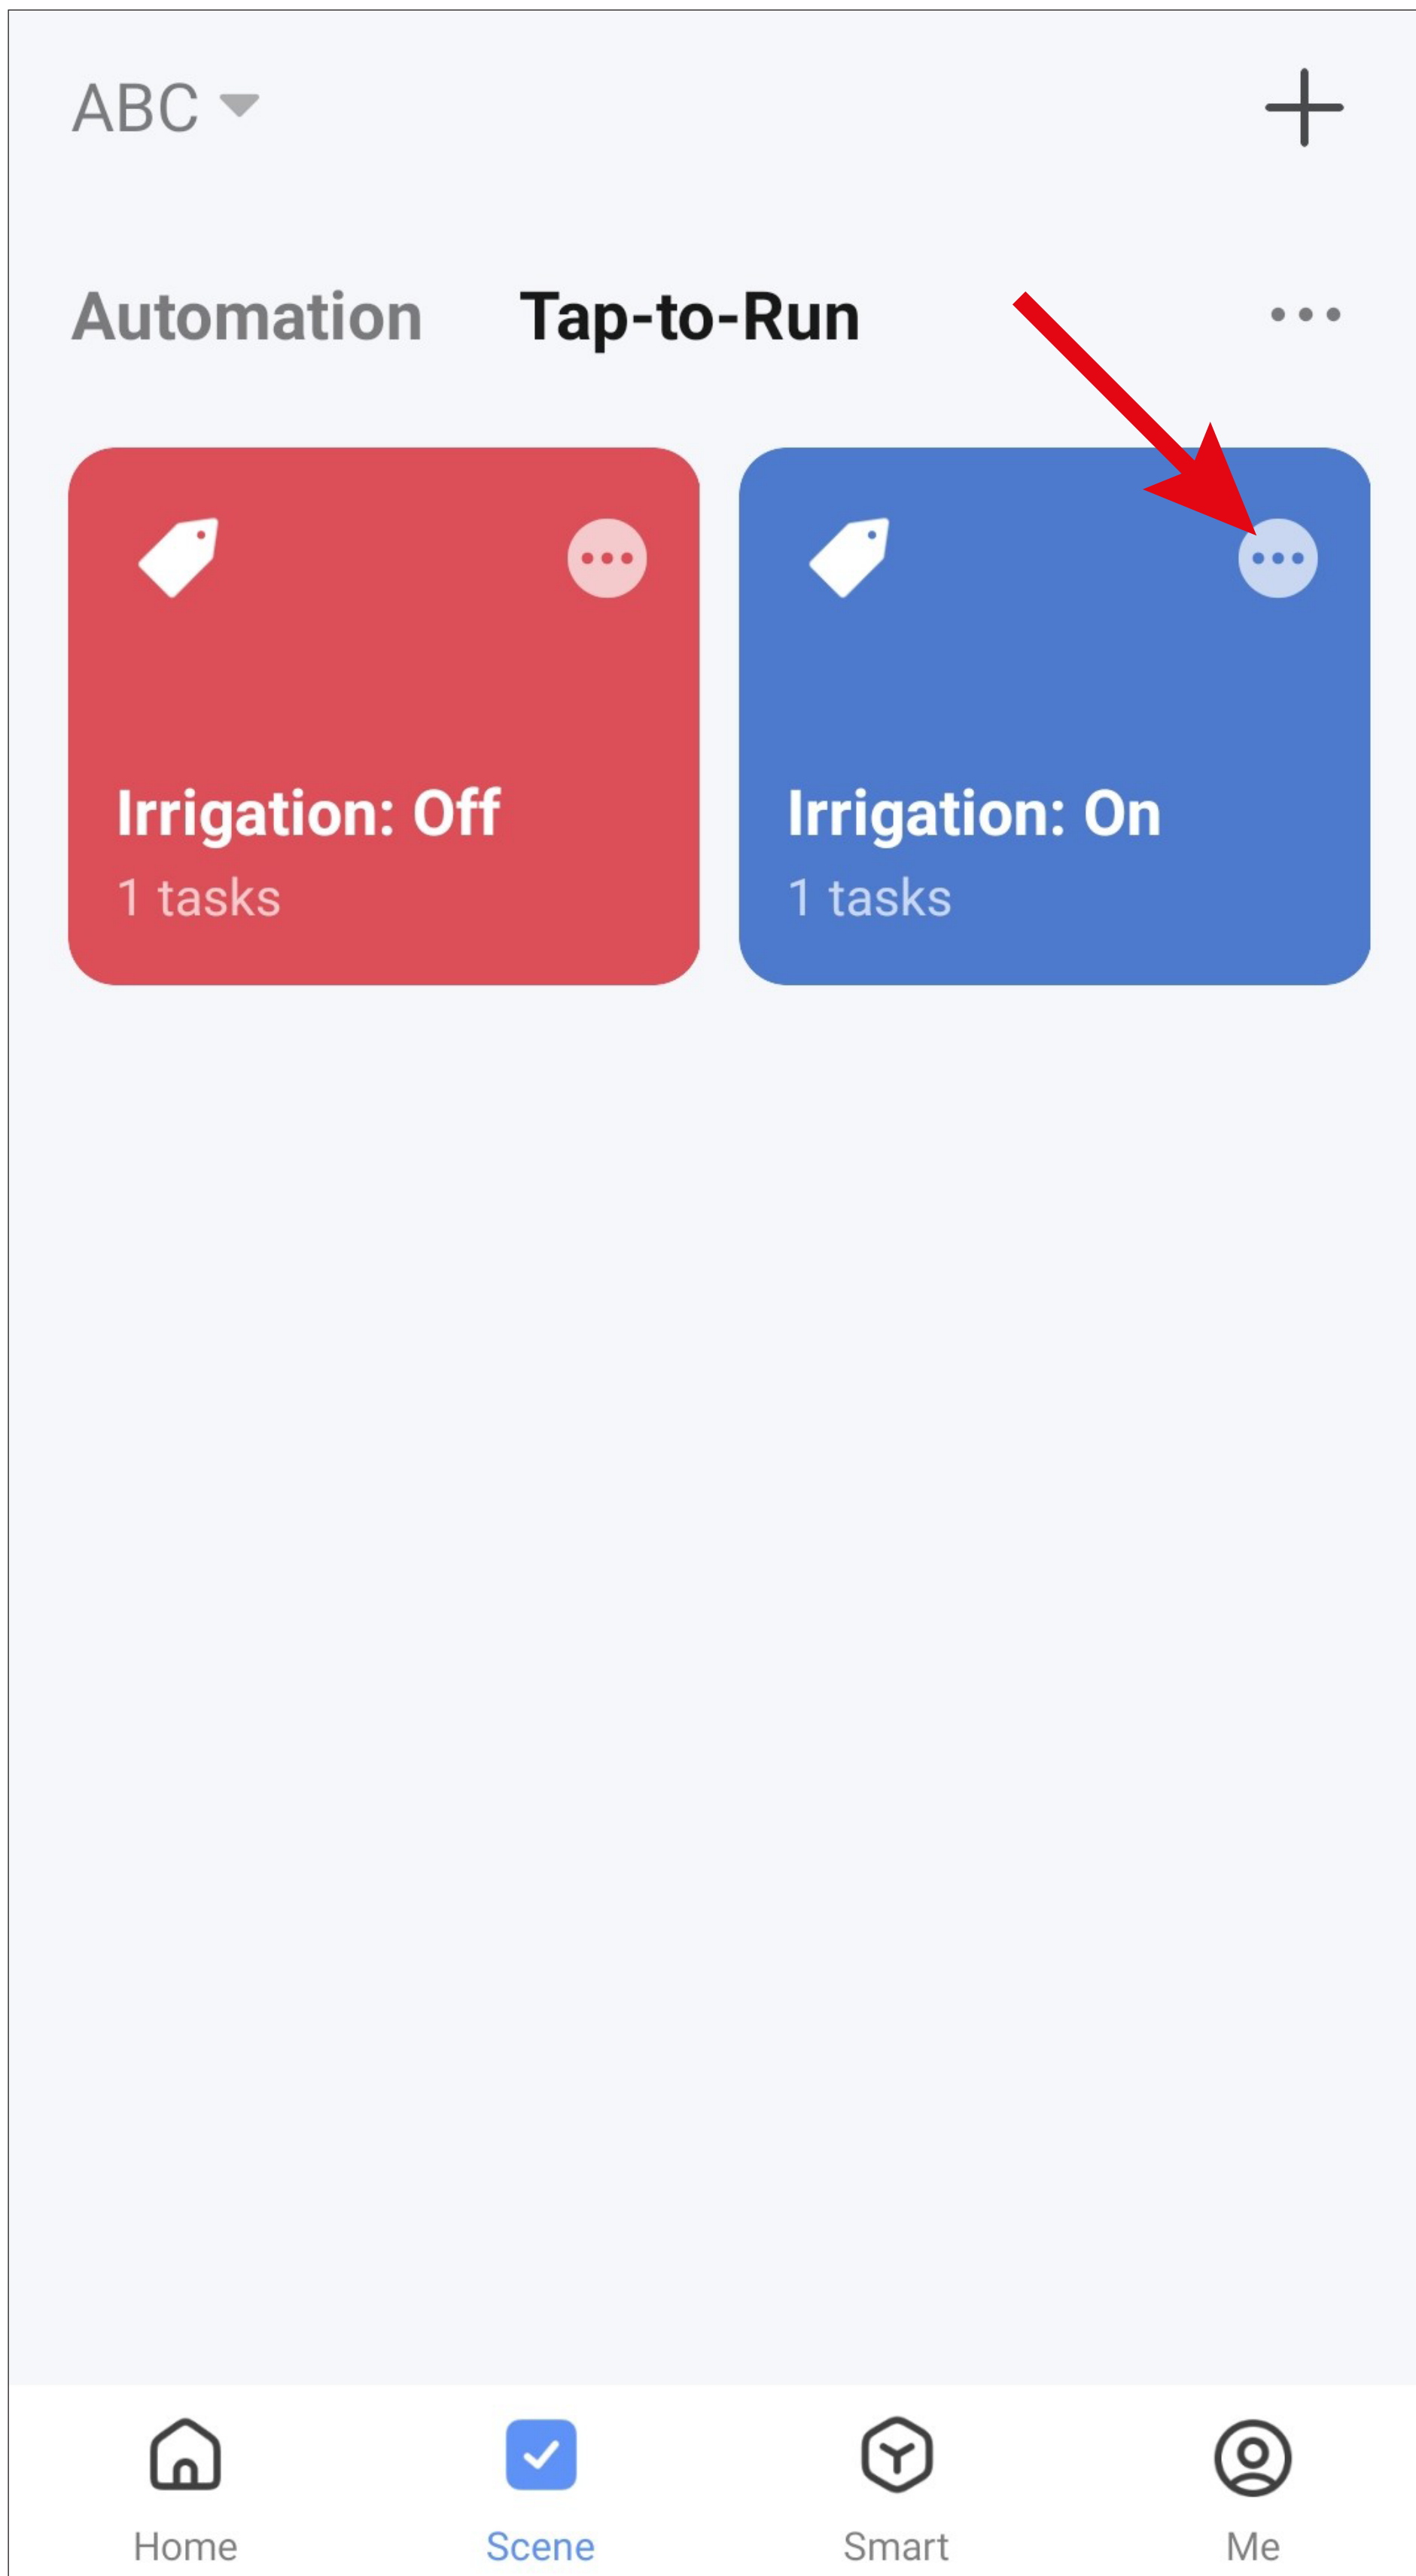 ABC
Automation Tap-to-Run
Irrigation: Off
1 tasks
Irrigation: On
1 tasks
Home Scene Smart Me